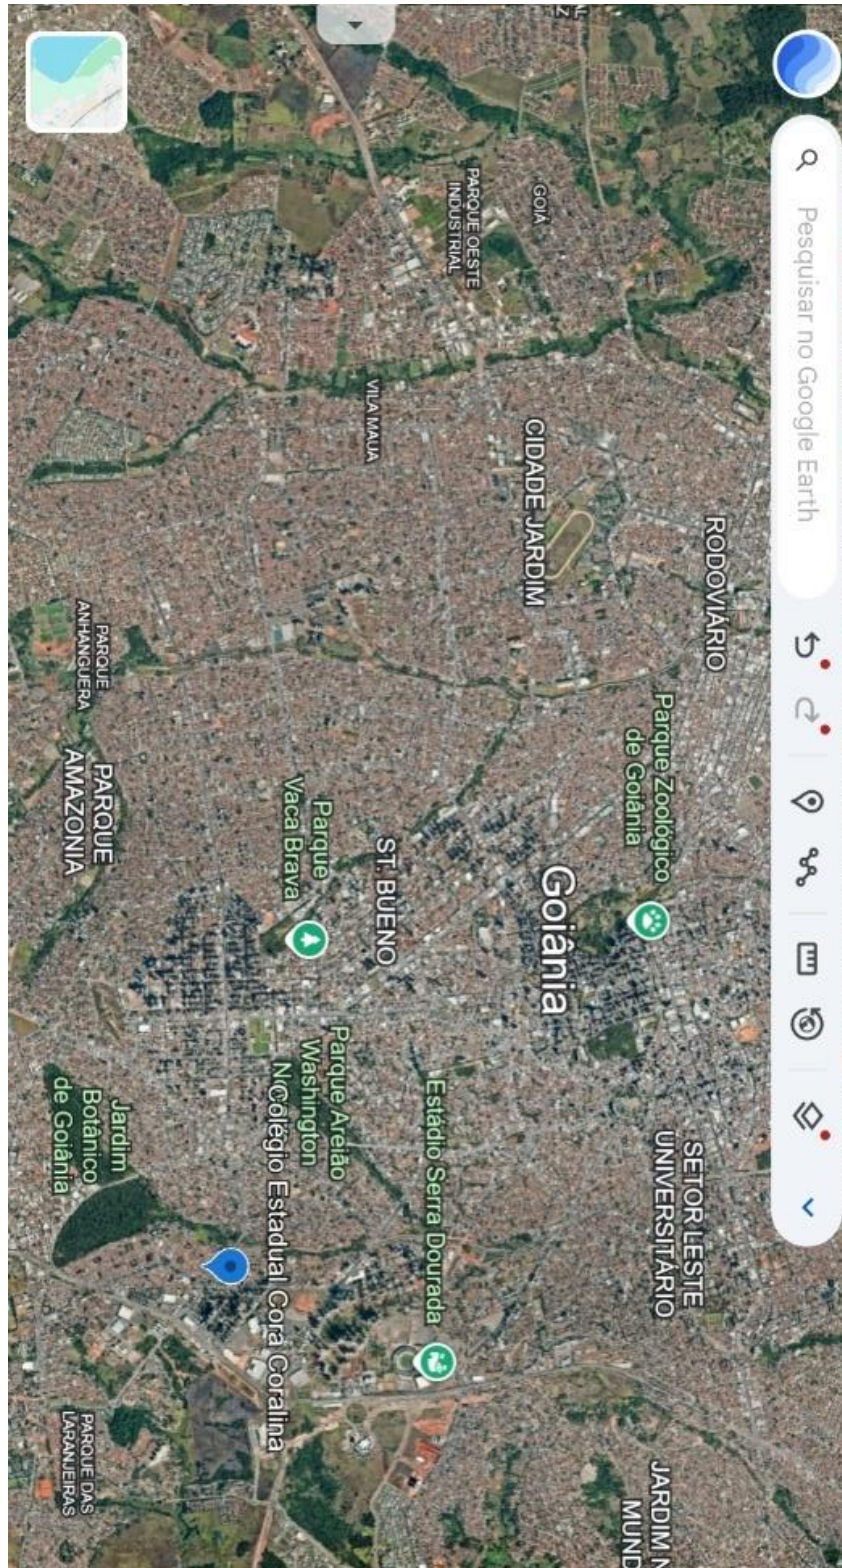 Pesquisar no Google Earth
RODOVIÁRIO
SETOR LESTE
UNIVERSITÁRIO
JARDIM N
MUND
Parque Zoológico
de Goiânia
Goiânia
GOIÁ
CIDADE JARDIM
PARQUE OESTE
INDUSTRIAL
Estádio Serra Dourada
ST. BUENO
VILA MAUA
Parque Areião
Washington
Parque
Vaca Brava
Colégio Estadual Cora Coralina
Jardim
Botânico
de Goiânia
PARQUE
AMAZONIA
PARQUE
ANHANGUERA
PARQUE DAS
LARANJEIRAS